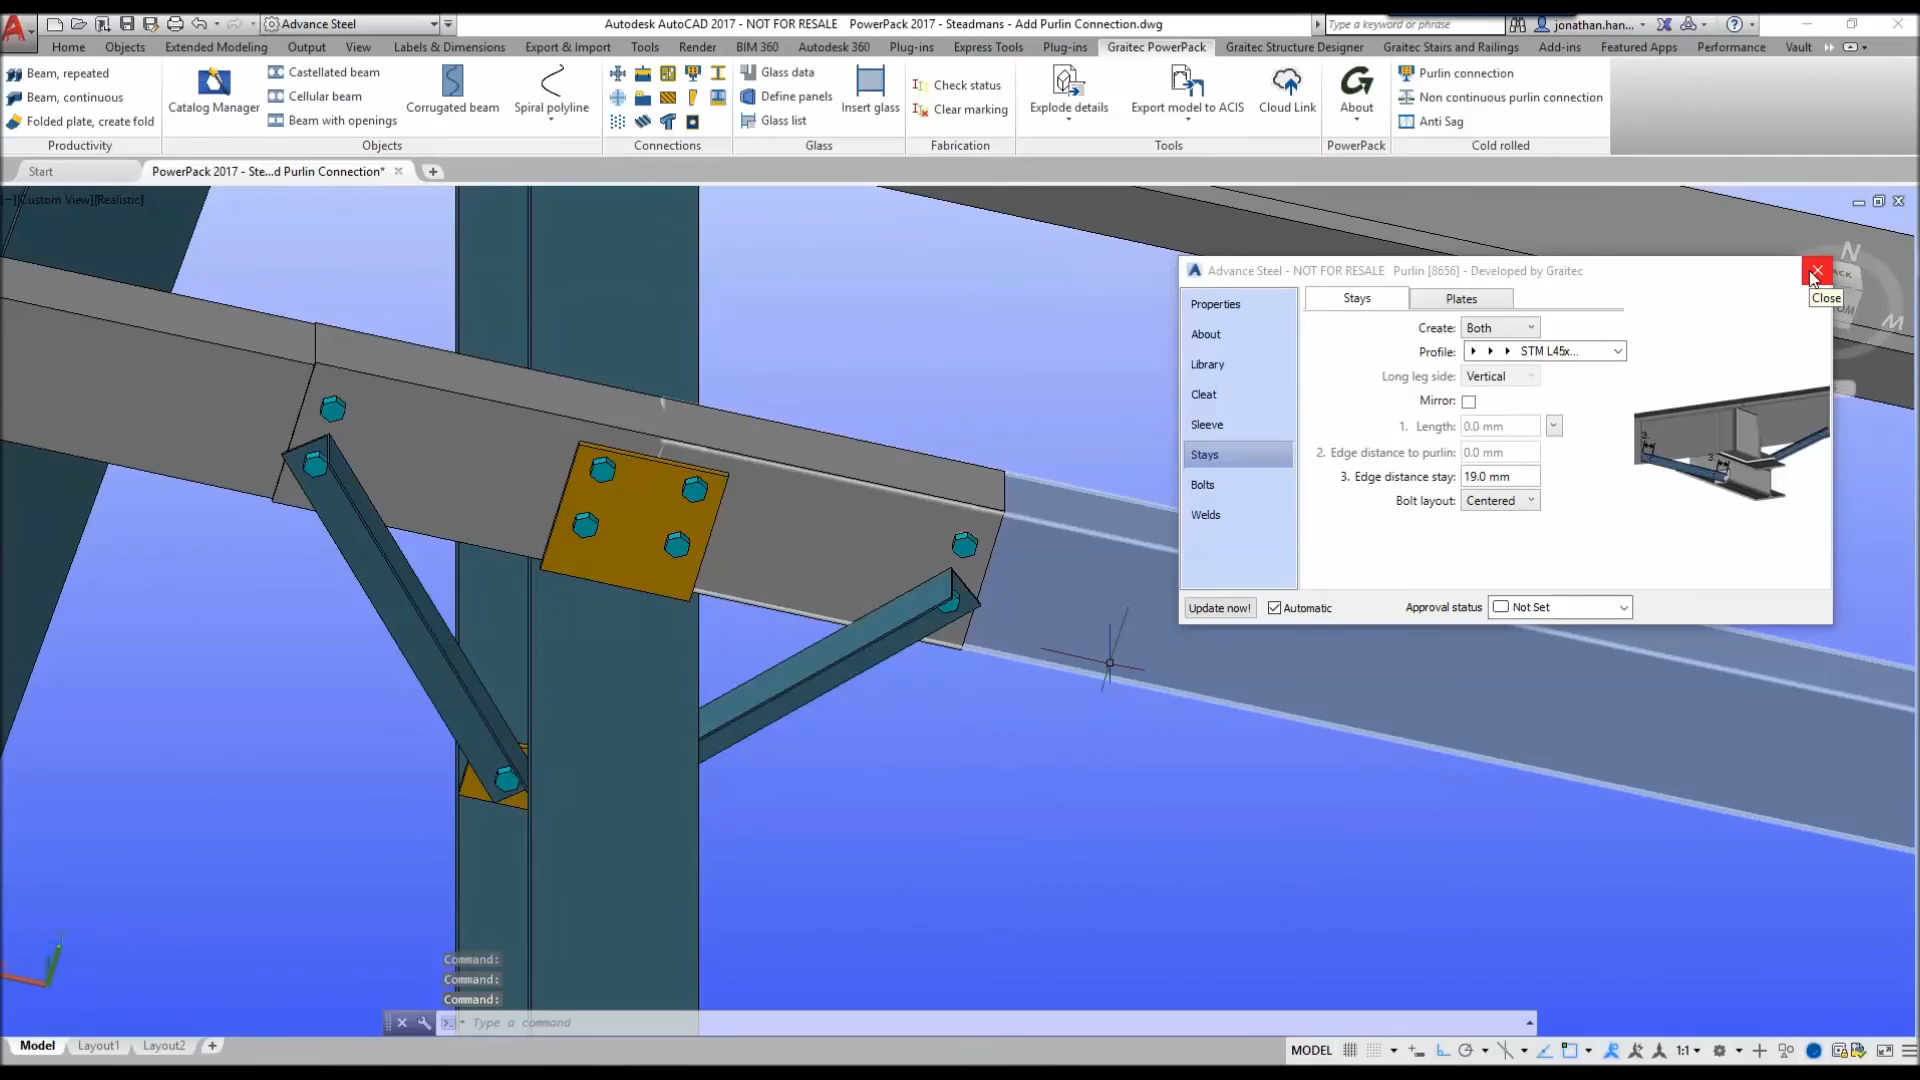 Advance Steel
Autodesk AutoCAD 2017 - NOT FOR RESALE PowerPack 2017 - Steadmans - Add Purlin Connection.dwg
Type a keyword or phrase
jonathan.han...
Home Objects Extended Modeling Output View Labels & Dimensions Export & Import Tools Render BIM 360 Autodesk 360 Plug-ins Express Tools Plug-ins Graitec PowerPack Graitec Structure Designer Graitec Stairs and Railings Add-ins Featured Apps Performance Vault
Beam, repeated
Beam, continuous
Folded plate, create fold
Productivity
Catalog Manager
Castellated beam
Cellular beam
Beam with openings
Corrugated beam
Spiral polyline
Objects
Connections
Glass data
Define panels
Glass list
Insert glass
Glass
Check status
Clear marking
Fabrication
Explode details
Export model to ACIS
Cloud Link
Tools
About
PowerPack
Purlin connection
Non continuous purlin connection
Anti Sag
Cold rolled
Start
PowerPack 2017 - Ste...d Purlin Connection*
[−][Custom View][Realistic]
N
W
Advance Steel - NOT FOR RESALE Purlin [8656] - Developed by Graitec
Close
Properties
About
Library
Cleat
Sleeve
Stays
Bolts
Welds
Stays Plates
Create: Both
Profile: STM L45x...
Long leg side: Vertical
Mirror:
1. Length: 0.0 mm
2. Edge distance to purlin: 0.0 mm
3. Edge distance stay: 19.0 mm
Bolt layout: Centered
3.
3.
Update now! Automatic Approval status Not Set
Command:
Command:
Command:
Type a command
Model Layout1 Layout2
MODEL 1:1